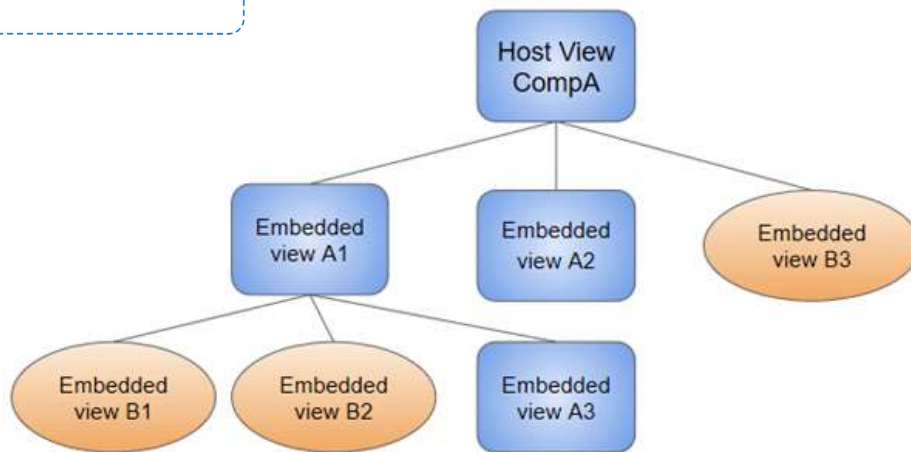 Host View
CompA
Embedded
view A1
Embedded
view A2
Embedded
view B3
Embedded
view B1
Embedded
view B2
Embedded
view A3